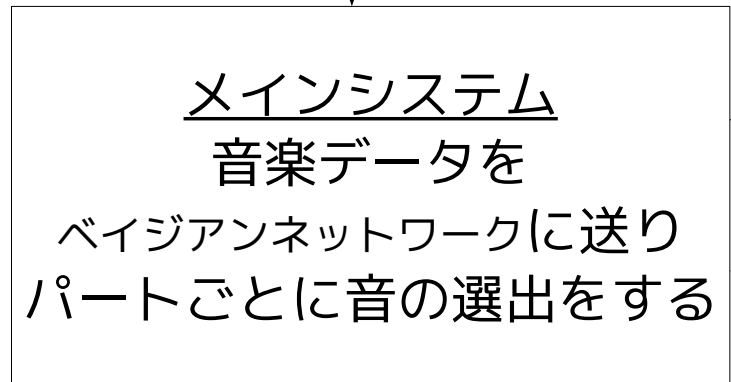 メインシステム
音楽データを
ベイジアンネットワークに送り
パートごとに音の選出をする